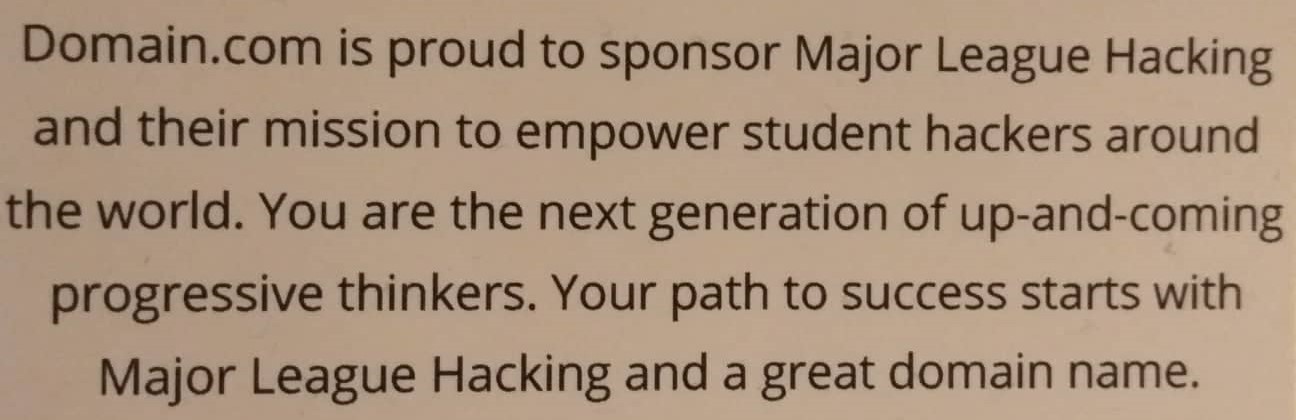 Domain.com is proud to sponsor Major League Hacking
and their mission to empower student hackers around
the world. You are the next generation of up-and-coming
progressive thinkers. Your path to success starts with
Major League Hacking and a great domain name.